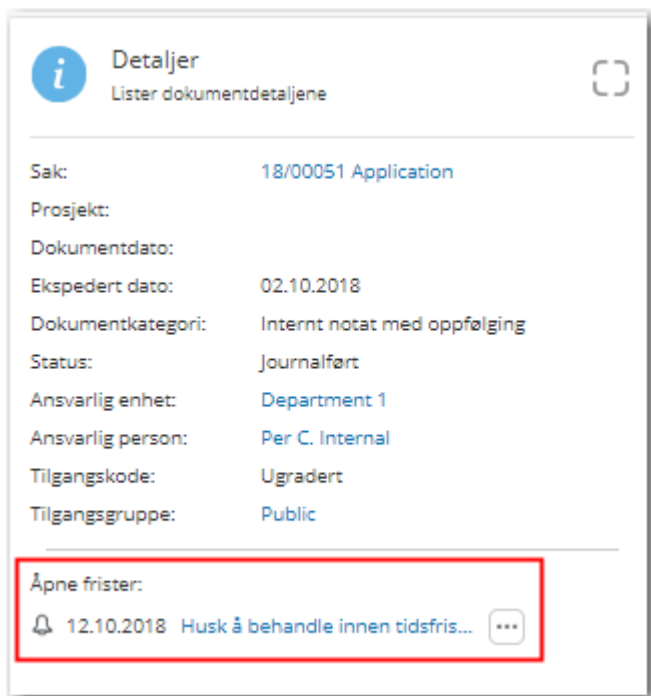 Detaljer
Lister dokumentdetaljene
Sak: 18/00051 Application
Prosjekt:
Dokumentdato:
Ekspedert dato: 02.10.2018
Dokumentkategori: Internt notat med oppfølging
Status: Journalført
Ansvarlig enhet: Department 1
Ansvarlig person: Per C. Internal
Tilgangskode: Ugradert
Tilgangsgruppe: Public
Åpne frister:
12.10.2018 Husk å behandle innen tidsfris...